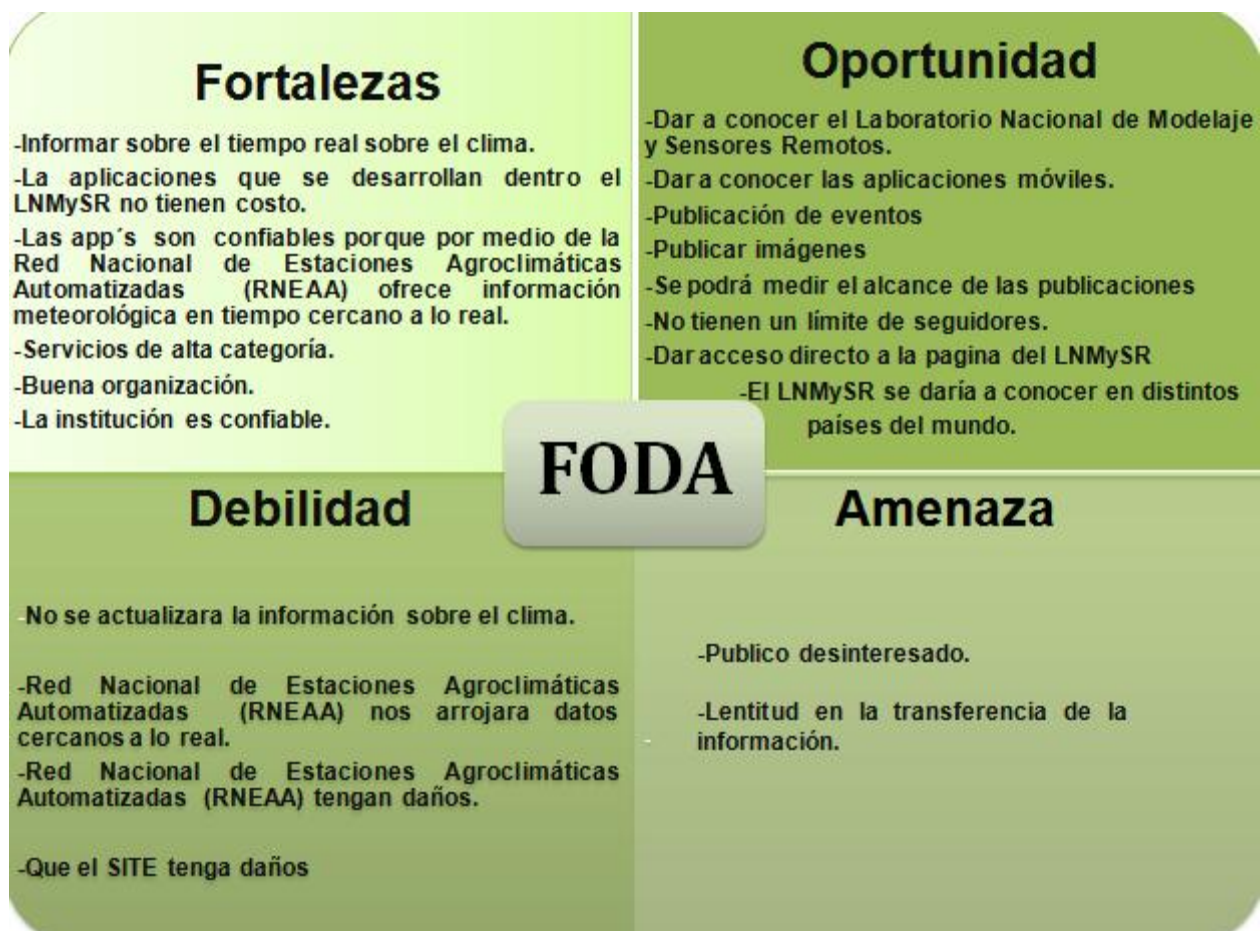 Fortalezas
-Informar sobre el tiempo real sobre el clima.
-La aplicaciones que se desarrollan dentro el
LNMySR no tienen costo.
-Las app´s son confiables porque por medio de la
Red Nacional de Estaciones Agroclimáticas
Automatizadas (RNEAA) ofrece información
meteorológica en tiempo cercano a lo real.
-Servicios de alta categoría.
-Buena organización.
-La institución es confiable.
Oportunidad
-Dar a conocer el Laboratorio Nacional de Modelaje
y Sensores Remotos.
-Dar a conocer las aplicaciones móviles.
-Publicación de eventos
-Publicar imágenes
-Se podrá medir el alcance de las publicaciones
-No tienen un límite de seguidores.
-Dar acceso directo a la pagina del LNMySR
-El LNMySR se daría a conocer en distintos
países del mundo.
FODA
Debilidad
-No se actualizara la información sobre el clima.
-Red Nacional de Estaciones Agroclimáticas
Automatizadas (RNEAA) nos arrojara datos
cercanos a lo real.
-Red Nacional de Estaciones Agroclimáticas
Automatizadas (RNEAA) tengan daños.
-Que el SITE tenga daños
Amenaza
-Publico desinteresado.
-Lentitud en la transferencia de la
información.